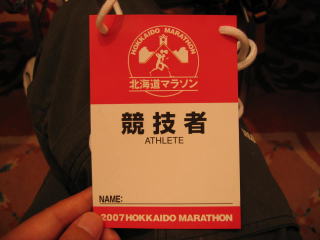 HOKKAIDO MARATHON
北海道マラソン
競技者
ATHLETE
NAME:
2007 HOKKAIDO MARATHON